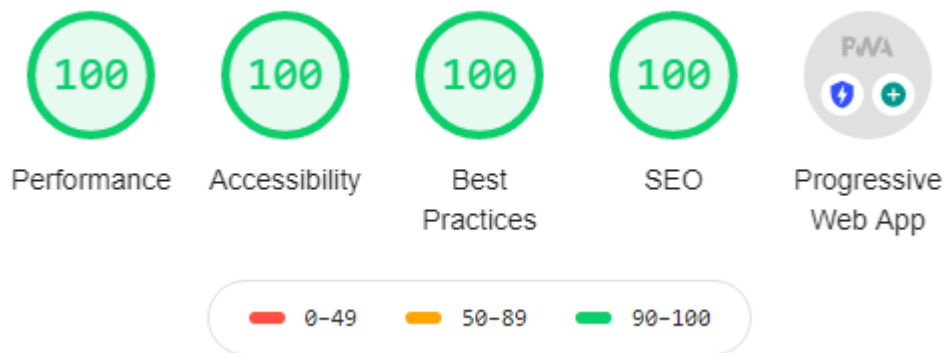 100 100 100 100 PWA
Performance Accessibility Best Practices SEO Progressive Web App
0–49 50–89 90–100